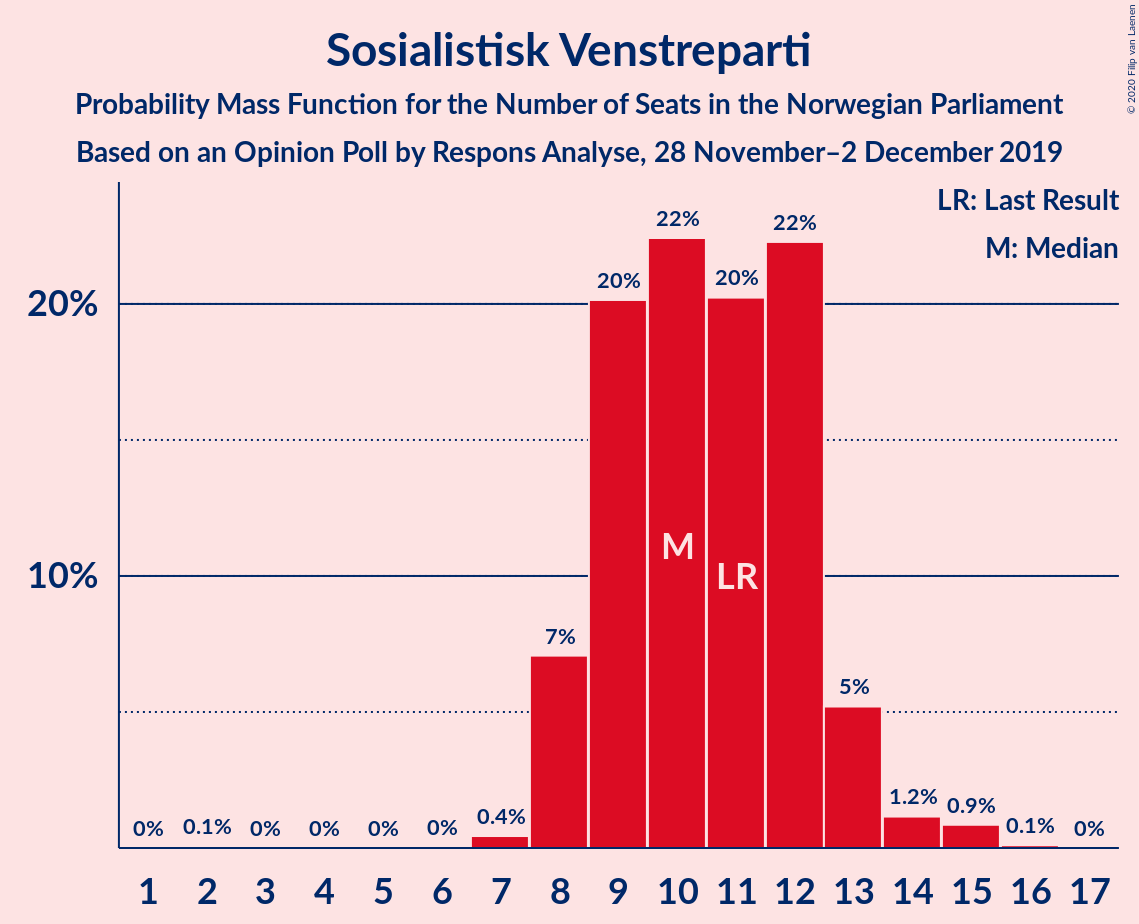 Sosialistisk Venstreparti
Probability Mass Function for the Number of Seats in the Norwegian Parliament
Based on an Opinion Poll by Respons Analyse, 28 November–2 December 2019
© 2020 Filip van Laenen
LR: Last Result
M: Median
20%
10%
0% 0.1% 0% 0% 0% 0% 0.4% 7% 20% 22% 20% 22% 5% 1.2% 0.9% 0.1% 0%
M
LR
1 2 3 4 5 6 7 8 9 10 11 12 13 14 15 16 17